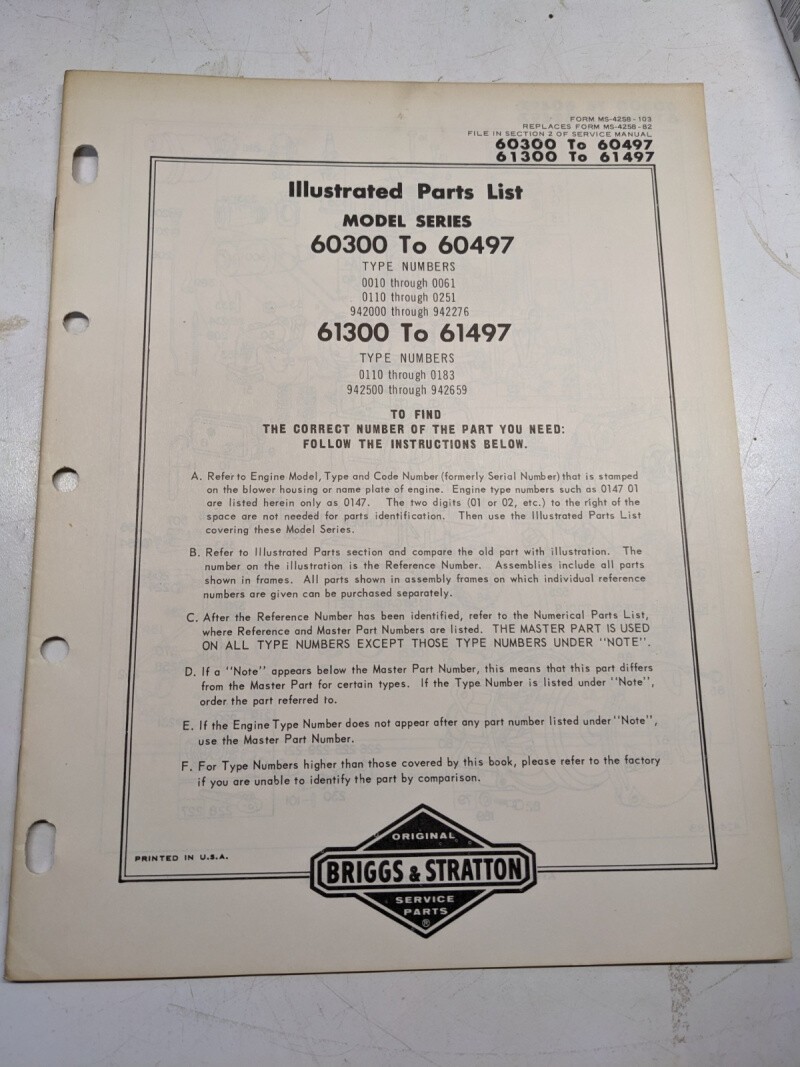 FORM MS-4258-103
REPLACES FORM MS-4258-82
FILE IN SECTION 2 OF SERVICE MANUAL
60300 To 60497
61300 To 61497
Illustrated Parts List
MODEL SERIES
60300 To 60497
TYPE NUMBERS
0010 through 0061
0110 through 0251
942000 through 942276
61300 To 61497
TYPE NUMBERS
0110 through 0183
942500 through 942659
TO FIND
THE CORRECT NUMBER OF THE PART YOU NEED:
FOLLOW THE INSTRUCTIONS BELOW.
A. Refer to Engine Model, Type and Code Number (formerly Serial Number) that is stamped
on the blower housing or name plate of engine. Engine type numbers such as 0147 01
are listed herein only as 0147. The two digits (01 or 02, etc.) to the right of the
space are not needed for parts identification. Then use the Illustrated Parts List
covering these Model Series.
B. Refer to Illustrated Parts section and compare the old part with illustration. The
number on the illustration is the Reference Number. Assemblies include all parts
shown in frames. All parts shown in assembly frames on which individual reference
numbers are given can be purchased separately.
C. After the Reference Number has been identified, refer to the Numerical Parts List,
where Reference and Master Part Numbers are listed. THE MASTER PART IS USED
ON ALL TYPE NUMBERS EXCEPT THOSE TYPE NUMBERS UNDER "NOTE".
D. If a "Note" appears below the Master Part Number, this means that this part differs
from the Master Part for certain types. If the Type Number is listed under "Note",
order the part referred to.
E. If the Engine Type Number does not appear after any part number listed under "Note",
use the Master Part Number.
F. For Type Numbers higher than those covered by this book, please refer to the factory
if you are unable to identify the part by comparison.
PRINTED IN U.S.A.
ORIGINAL
BRIGGS & STRATTON
SERVICE
PARTS
®